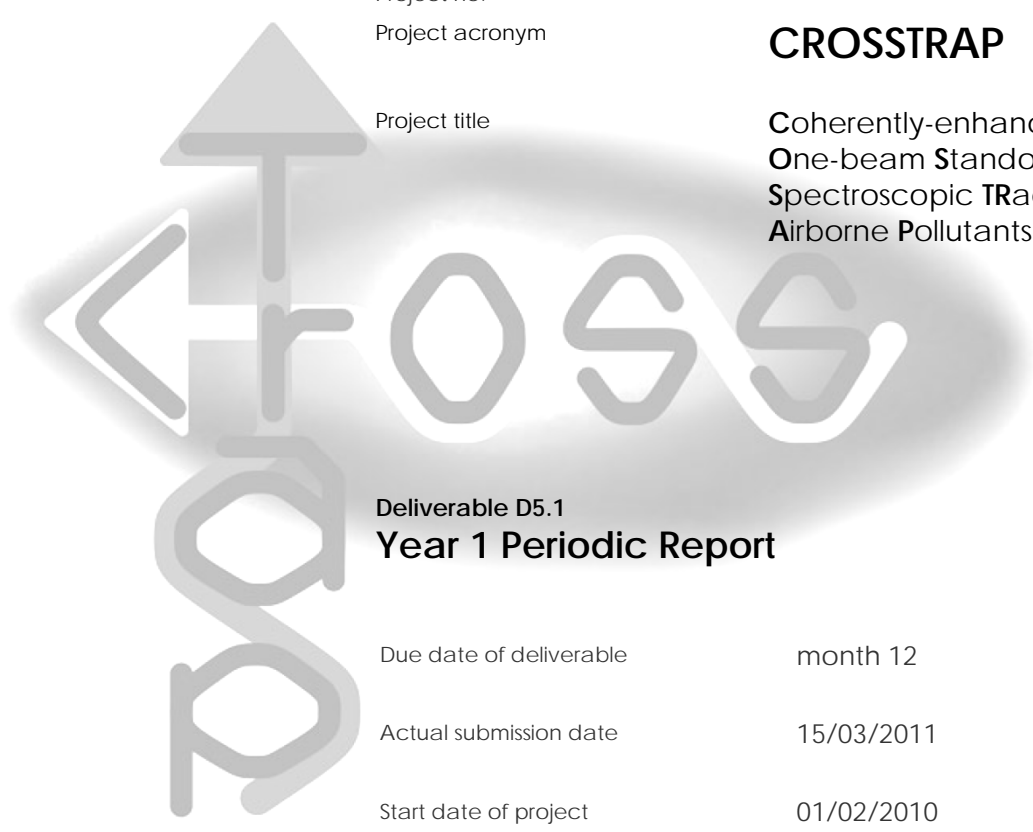 Project acronym
CROSSTRAP
Project title
Coherently-enhanc
One-beam Stando
Spectroscopic TRa
Airborne Pollutants
Cross
Trap
Deliverable D5.1
Year 1 Periodic Report
Due date of deliverable
month 12
Actual submission date
15/03/2011
Start date of project
01/02/2010